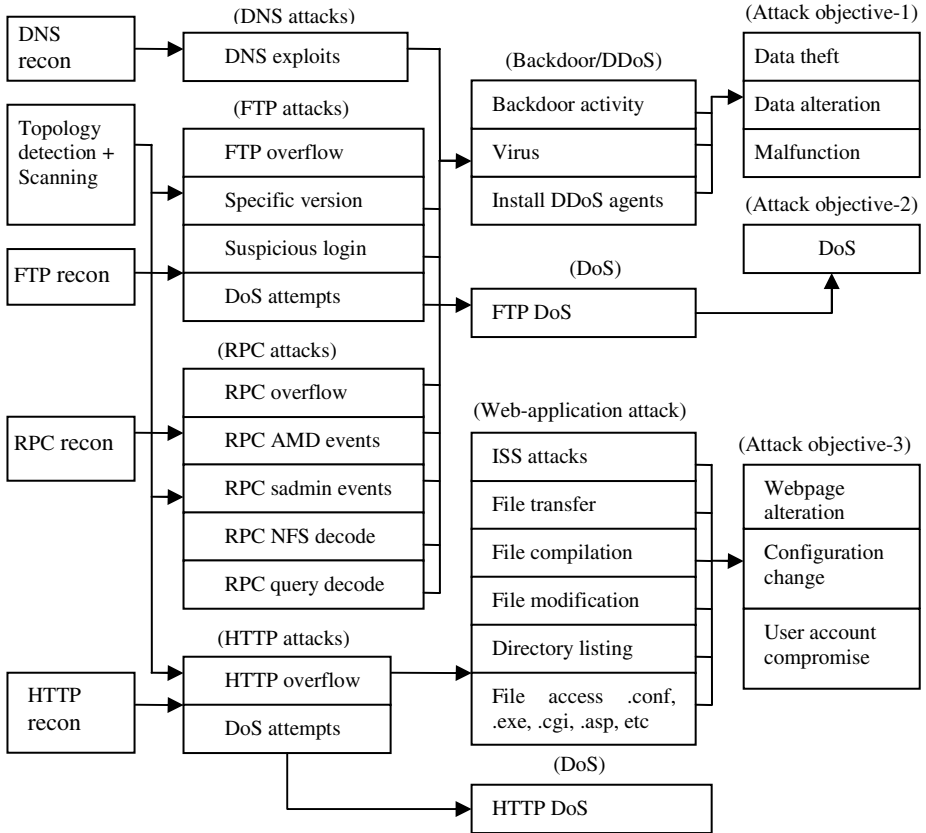 DNS
recon
Topology
detection +
Scanning
FTP recon
RPC recon
HTTP
recon
(DNS attacks)
DNS exploits
(FTP attacks)
FTP overflow
Specific version
Suspicious login
DoS attempts
(RPC attacks)
RPC overflow
RPC AMD events
RPC sadmin events
RPC NFS decode
RPC query decode
(HTTP attacks)
HTTP overflow
DoS attempts
(Backdoor/DDoS)
Backdoor activity
Virus
Install DDoS agents
(DoS)
FTP DoS
(Web-application attack)
ISS attacks
File transfer
File compilation
File modification
Directory listing
File access .conf,
.exe, .cgi, .asp, etc
(DoS)
HTTP DoS
(Attack objective-1)
Data theft
Data alteration
Malfunction
(Attack objective-2)
DoS
(Attack objective-3)
Webpage
alteration
Configuration
change
User account
compromise